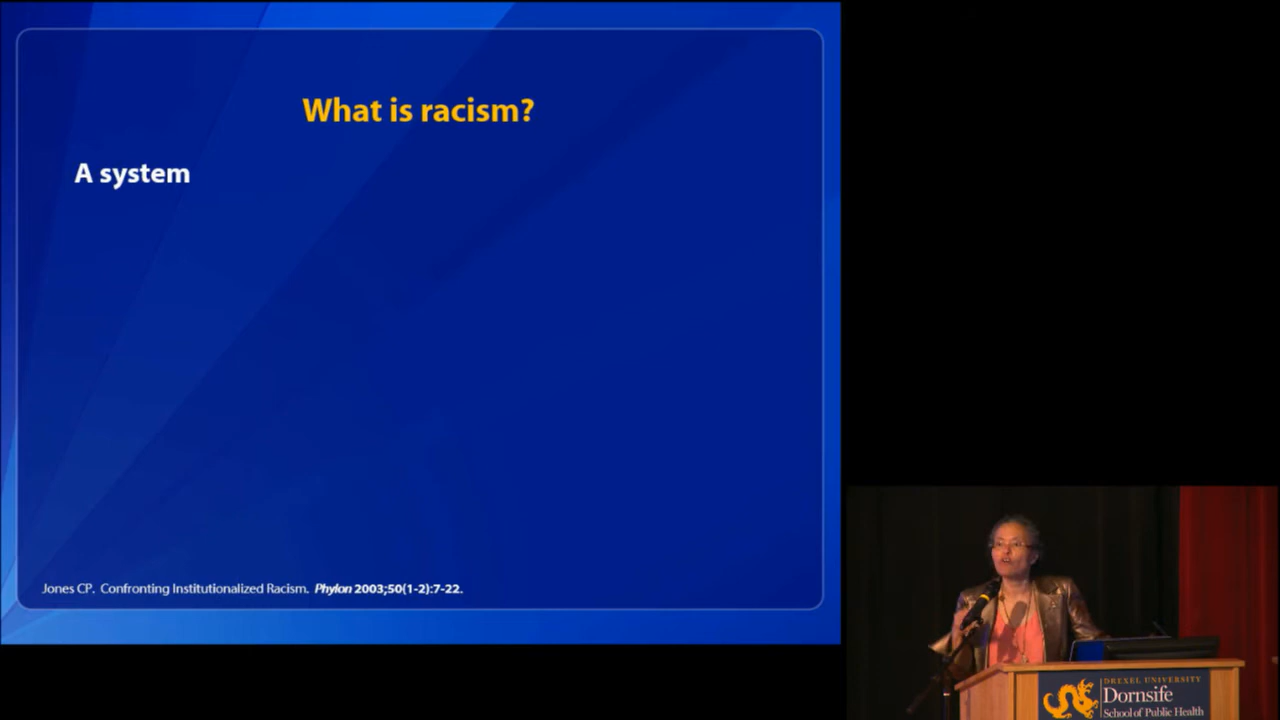 What is racism?
A system
Jones CP. Confronting Institutionalized Racism. Phylon 2003;50(1-2):7-22.
DREXEL UNIVERSITY
Dornsife
School of Public Health